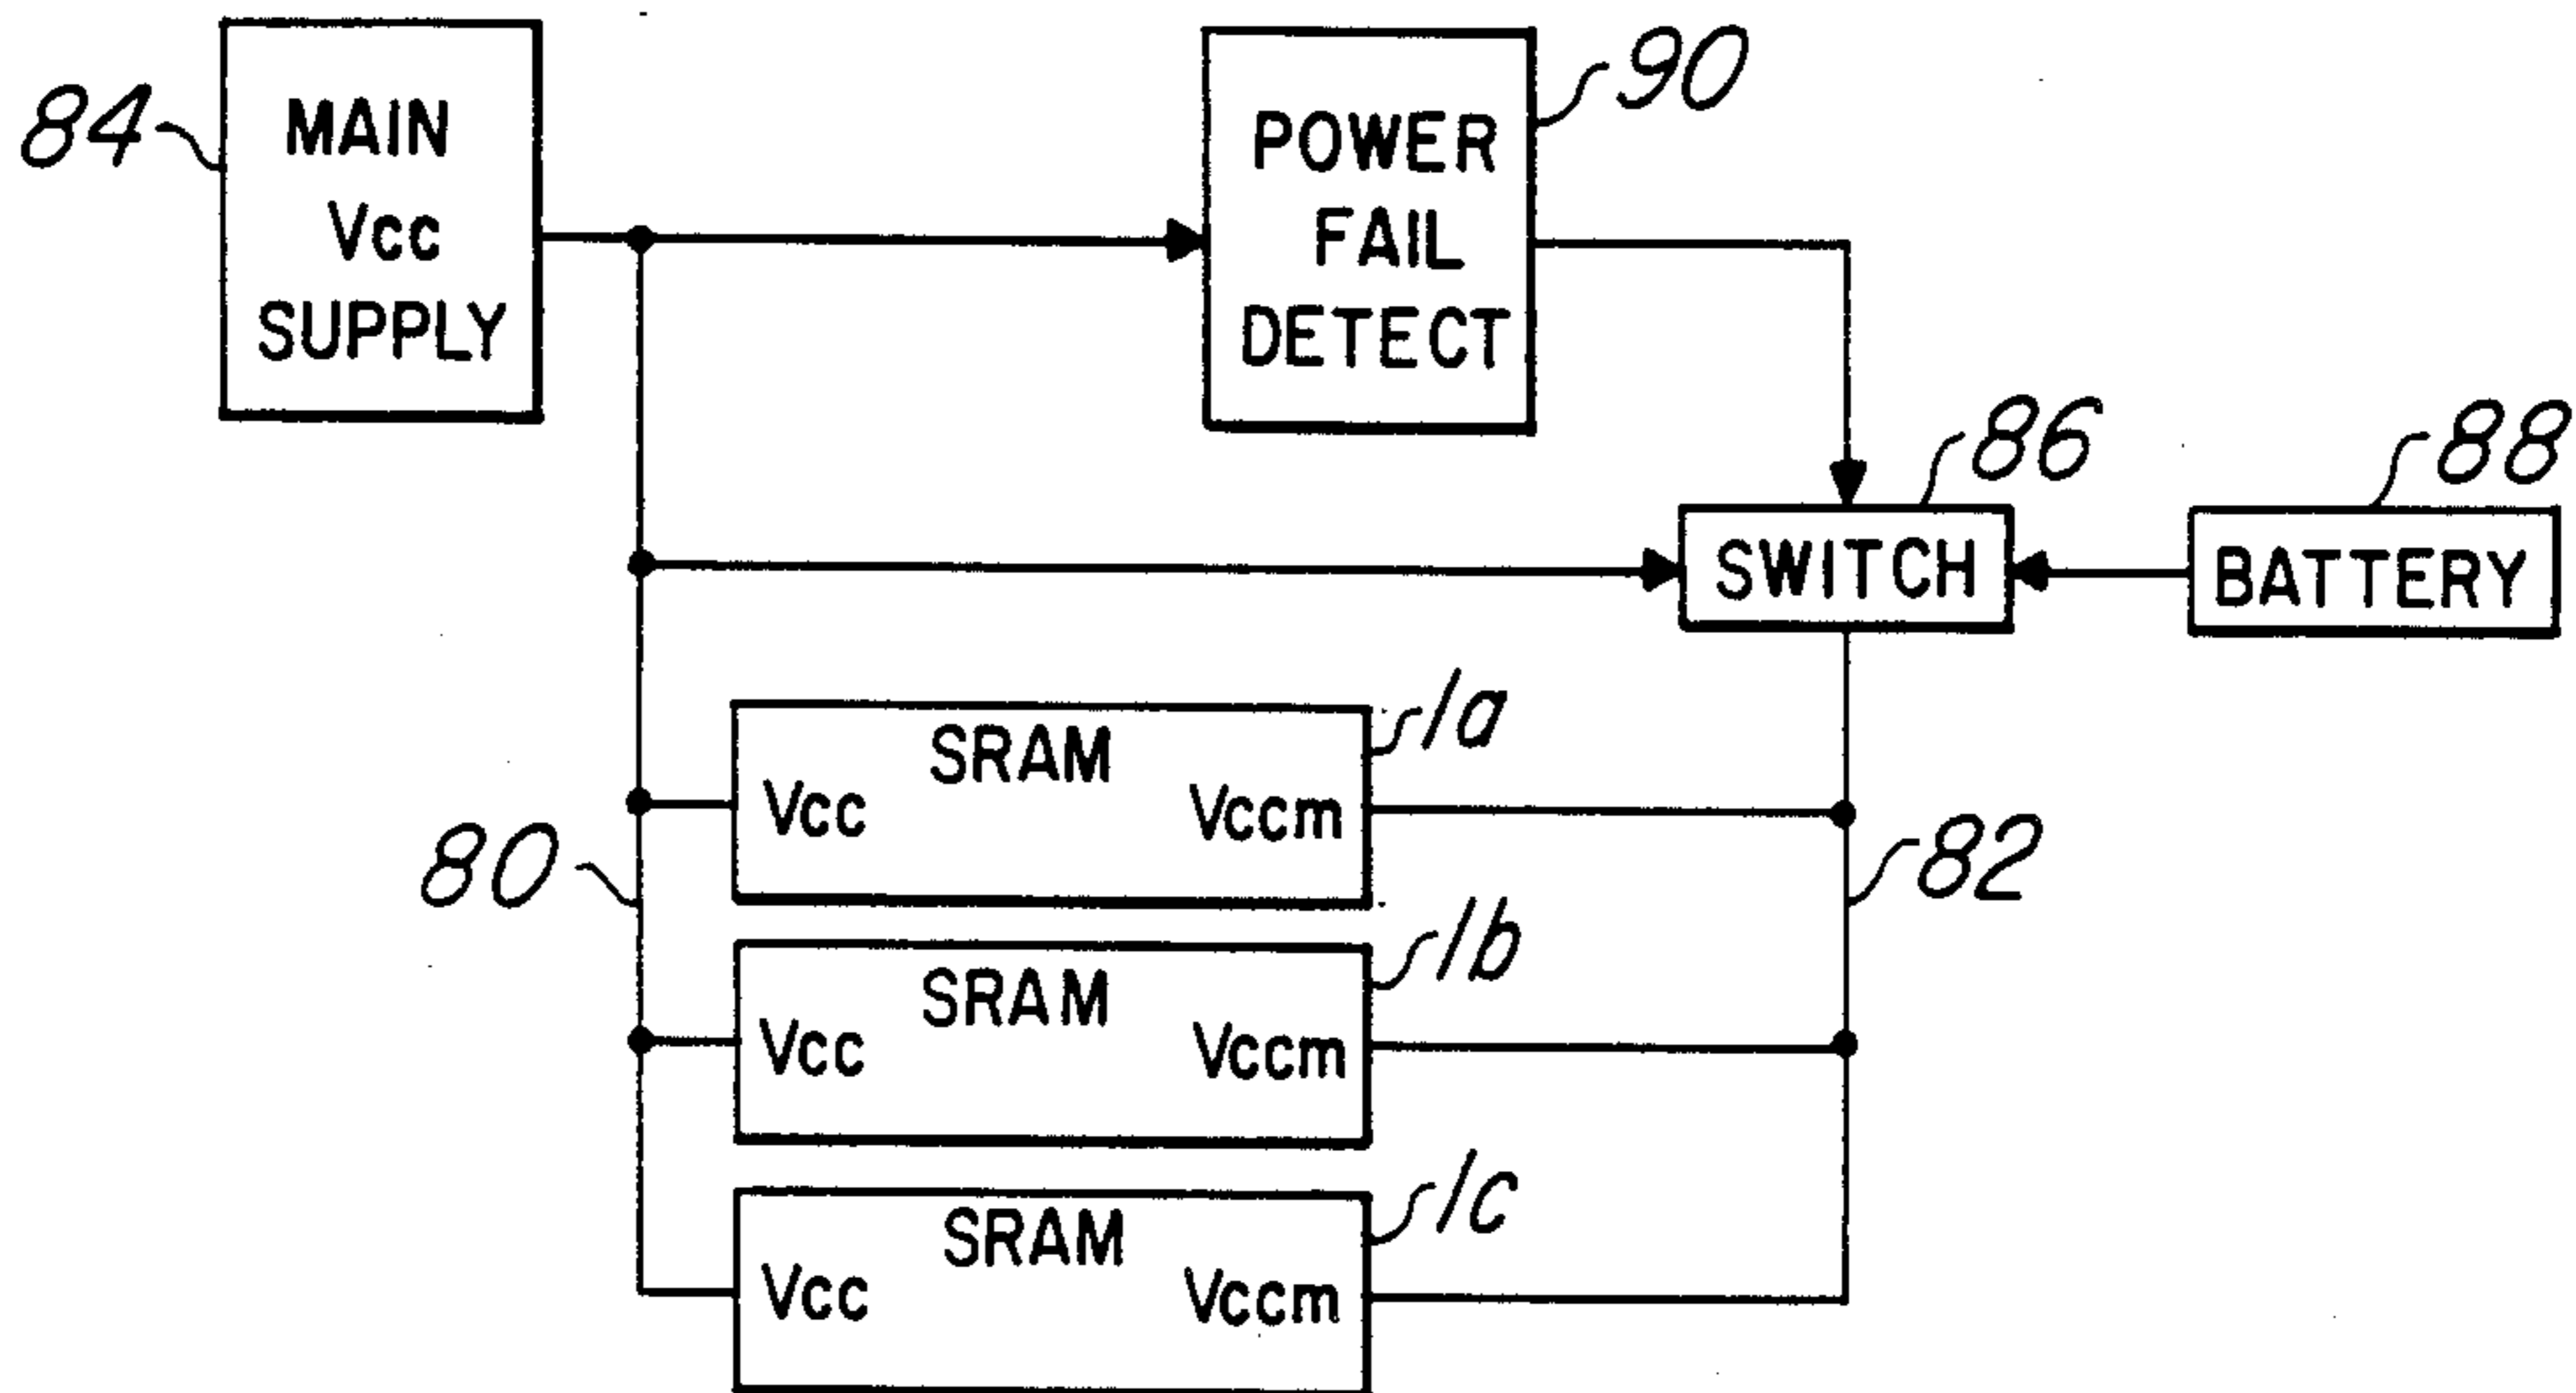 84
MAIN
Vcc
SUPPLY
90
POWER
FAIL
DETECT
86
SWITCH
88
BATTERY
1a
SRAM
Vcc Vccm
80
82
1b
SRAM
Vcc Vccm
1c
SRAM
Vcc Vccm